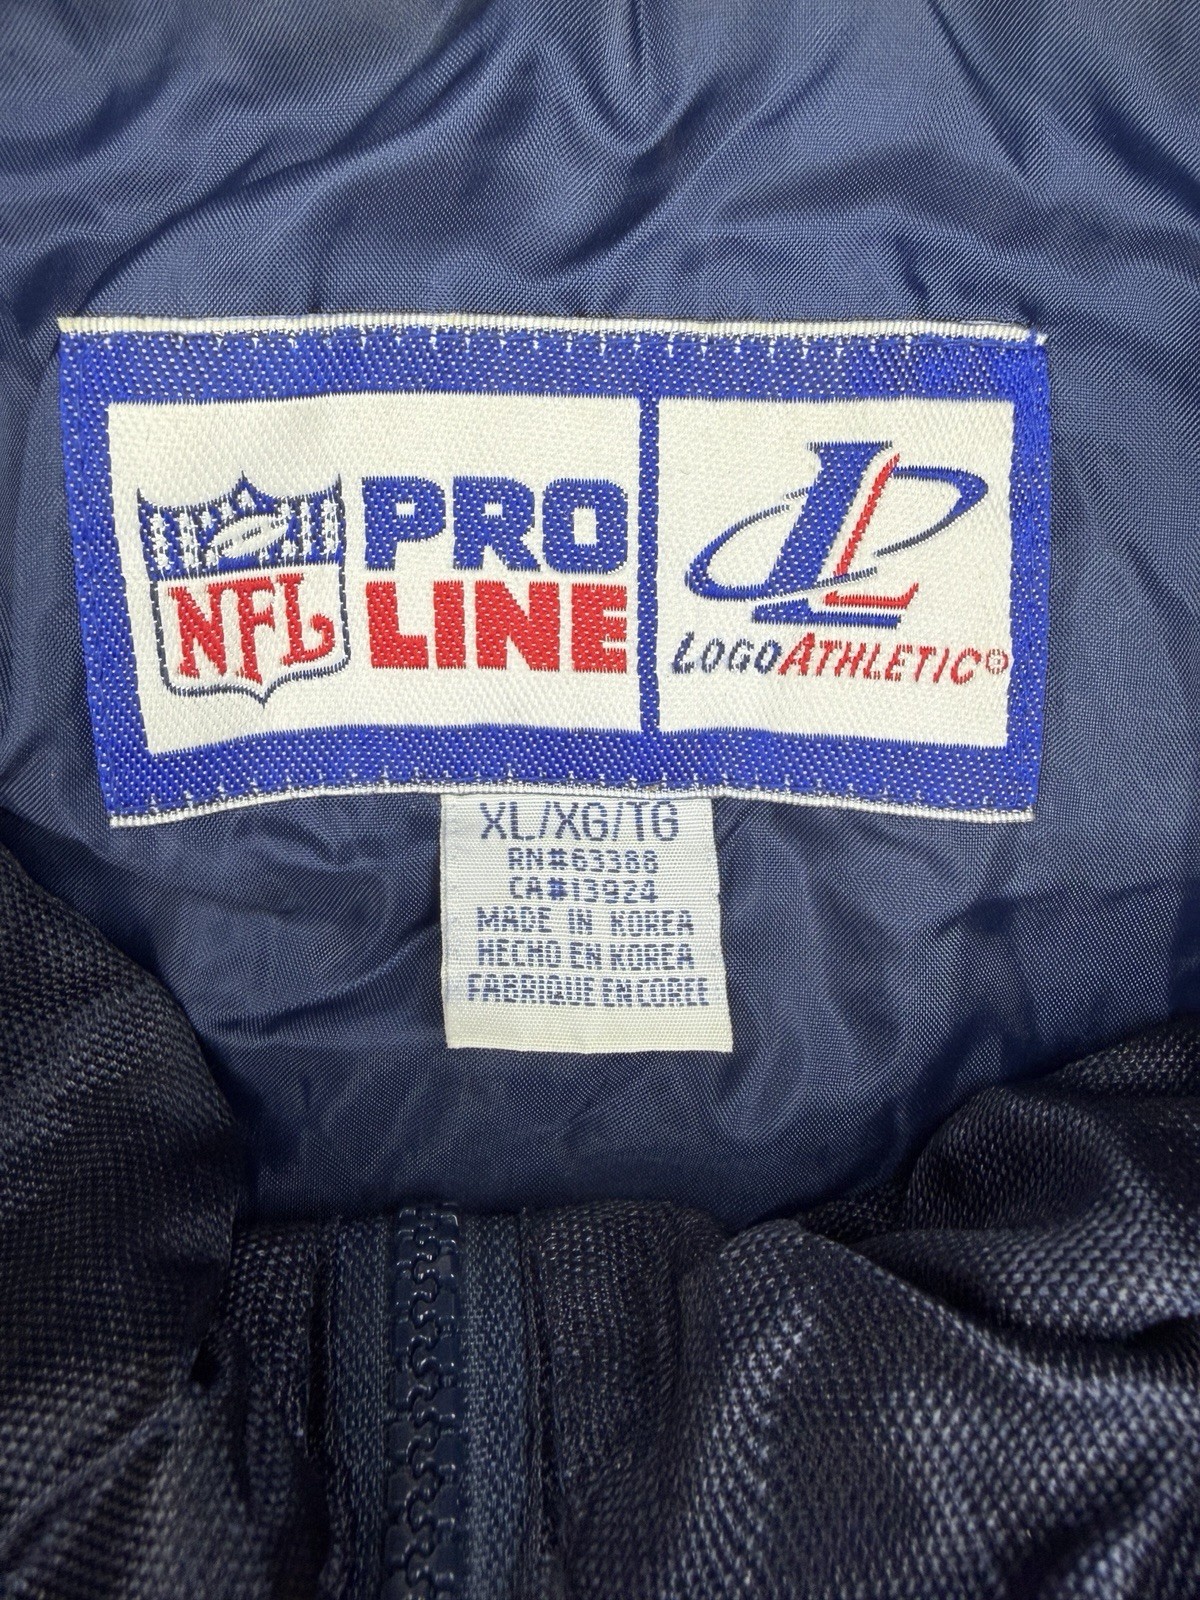 NFL
PRO
LINE
LOGOATHLETIC®
XL/XG/TG
RN#63388
CA#13924
MADE IN KOREA
HECHO EN KOREA
FABRIQUE EN COREE